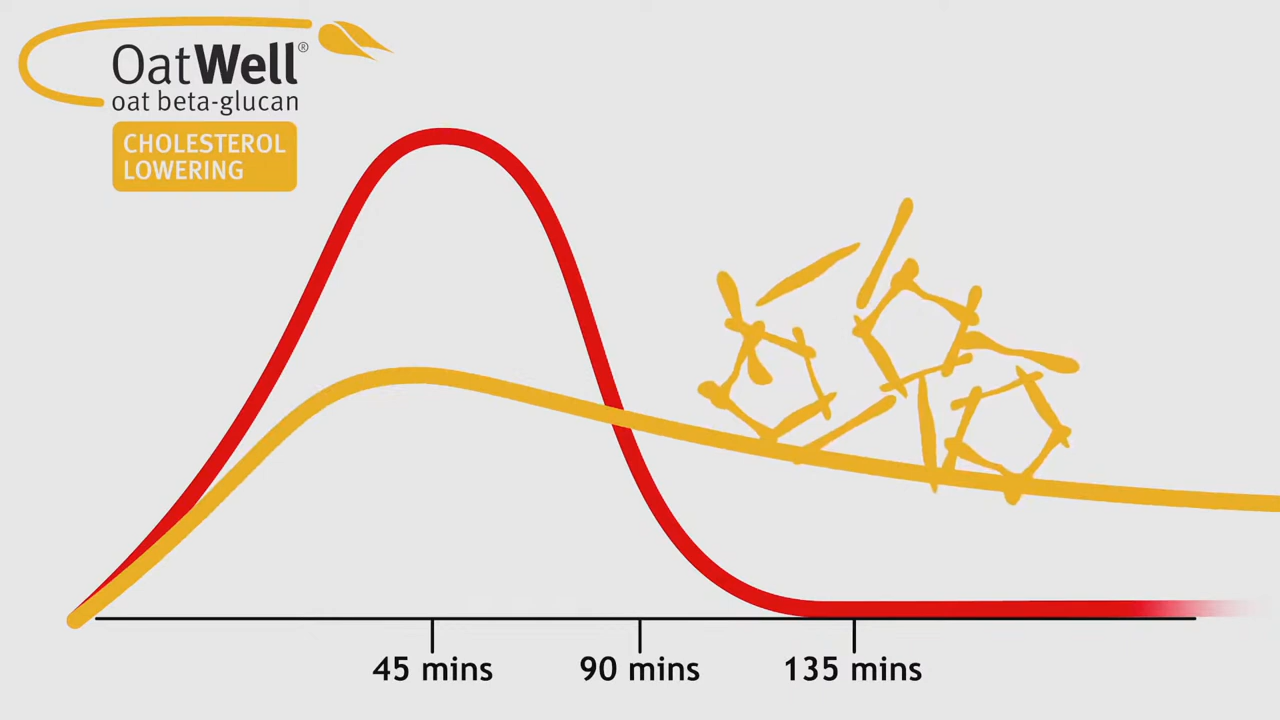 OatWell®
oat beta-glucan
CHOLESTEROL
LOWERING
45 mins
90 mins
135 mins